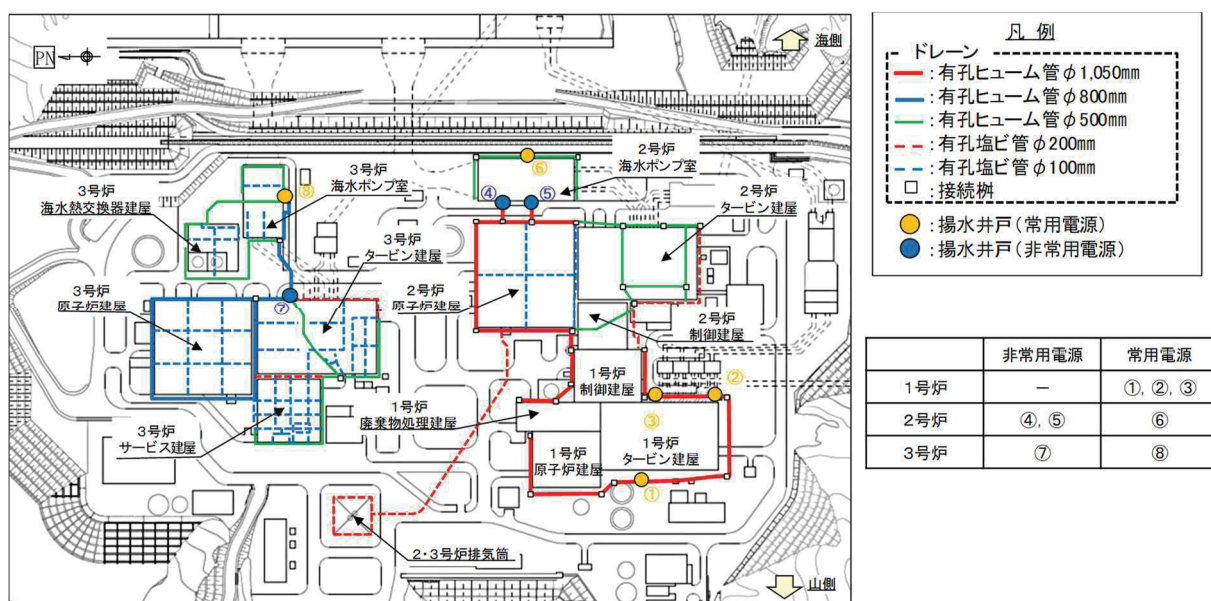 PN
海側
3号炉
海水熱交換器建屋
3号炉
海水ポンプ室
⑧
⑥
④
⑤
2号炉
海水ポンプ室
2号炉
タービン建屋
3号炉
タービン建屋
3号炉
原子炉建屋
⑦
2号炉
原子炉建屋
2号炉
制御建屋
1号炉
制御建屋
②
③
1号炉
廃棄物処理建屋
3号炉
サービス建屋
1号炉
原子炉建屋
1号炉
タービン建屋
①
2・3号炉排気筒
山側
凡 例
ドレーン
:有孔ヒューム管φ1,050mm
:有孔ヒューム管φ800mm
:有孔ヒューム管φ500mm
:有孔塩ビ管φ200mm
:有孔塩ビ管φ100mm
:接続桝
:揚水井戸(常用電源)
:揚水井戸(非常用電源)
非常用電源 常用電源
1号炉 － ①, ②, ③
2号炉 ④, ⑤ ⑥
3号炉 ⑦ ⑧